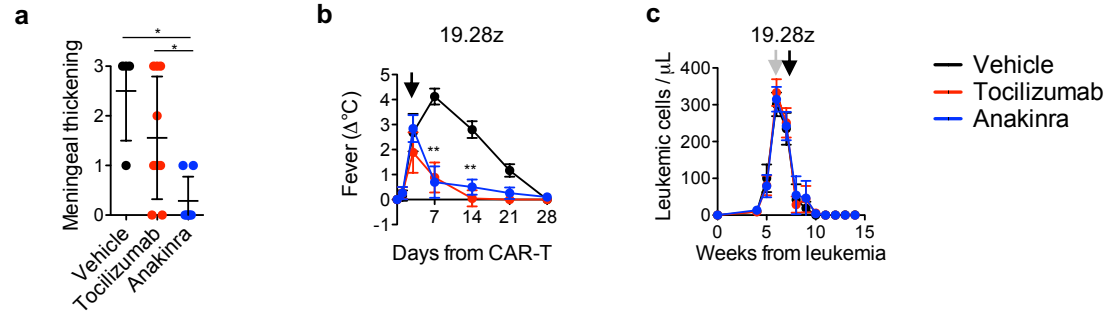 a
Meningeal thickening
3
2
1
0
*
*
Vehicle
Tocilizumab
Anakinra
b
19.28z
Fever (Δ°C)
5
4
3
2
1
0
-1
**
**
7
14
21
28
Days from CAR-T
c
19.28z
Leukemic cells / μL
400
300
200
100
0
0
5
10
15
Weeks from leukemia
Vehicle
Tocilizumab
Anakinra